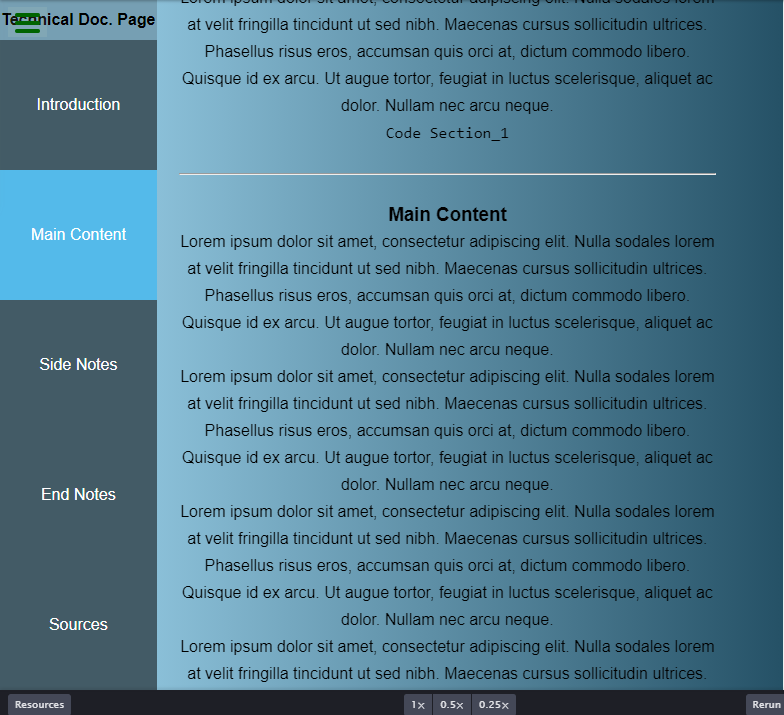 Technical Doc. Page
Introduction
Main Content
Side Notes
End Notes
Sources
at velit fringilla tincidunt ut sed nibh. Maecenas cursus sollicitudin ultrices.
Phasellus risus eros, accumsan quis orci at, dictum commodo libero.
Quisque id ex arcu. Ut augue tortor, feugiat in luctus scelerisque, aliquet ac
dolor. Nullam nec arcu neque.
Code Section_1
Main Content
Lorem ipsum dolor sit amet, consectetur adipiscing elit. Nulla sodales lorem
at velit fringilla tincidunt ut sed nibh. Maecenas cursus sollicitudin ultrices.
Phasellus risus eros, accumsan quis orci at, dictum commodo libero.
Quisque id ex arcu. Ut augue tortor, feugiat in luctus scelerisque, aliquet ac
dolor. Nullam nec arcu neque.
Lorem ipsum dolor sit amet, consectetur adipiscing elit. Nulla sodales lorem
at velit fringilla tincidunt ut sed nibh. Maecenas cursus sollicitudin ultrices.
Phasellus risus eros, accumsan quis orci at, dictum commodo libero.
Quisque id ex arcu. Ut augue tortor, feugiat in luctus scelerisque, aliquet ac
dolor. Nullam nec arcu neque.
Lorem ipsum dolor sit amet, consectetur adipiscing elit. Nulla sodales lorem
at velit fringilla tincidunt ut sed nibh. Maecenas cursus sollicitudin ultrices.
Phasellus risus eros, accumsan quis orci at, dictum commodo libero.
Quisque id ex arcu. Ut augue tortor, feugiat in luctus scelerisque, aliquet ac
dolor. Nullam nec arcu neque.
Lorem ipsum dolor sit amet, consectetur adipiscing elit. Nulla sodales lorem
at velit fringilla tincidunt ut sed nibh. Maecenas cursus sollicitudin ultrices.
Resources
1× 0.5× 0.25×
Rerun